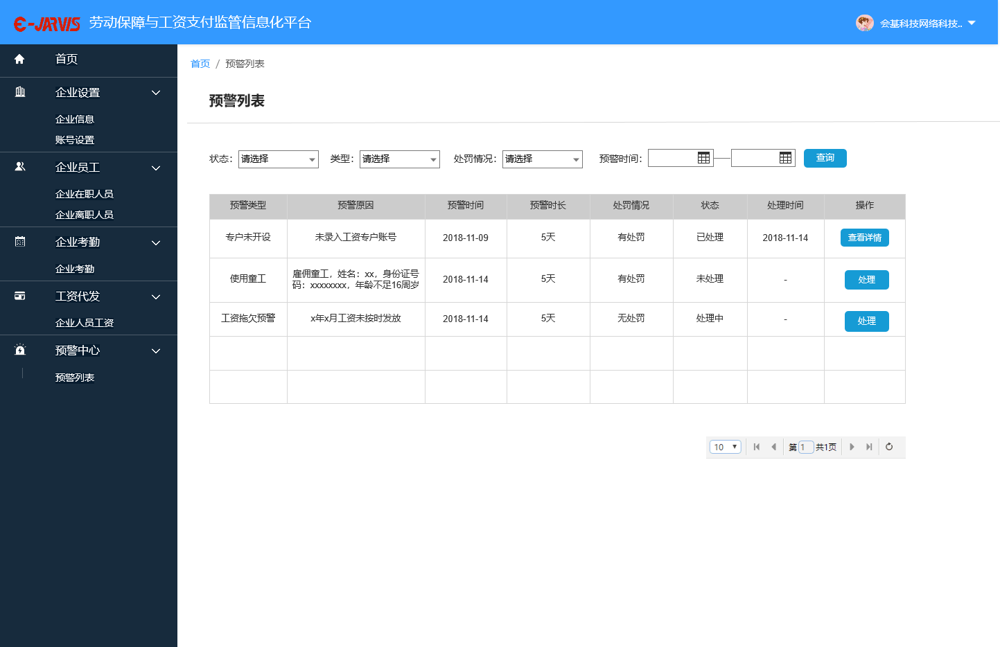 E-JARVIS 劳动保障与工资支付监管信息化平台 会基科技网络科技..
首页
企业设置
企业信息
账号设置
企业员工
企业在职人员
企业离职人员
企业考勤
企业考勤
工资代发
企业人员工资
预警中心
预警列表
首页 / 预警列表
预警列表
状态： 请选择 类型： 请选择 处罚情况： 请选择 预警时间： 查询
预警类型 预警原因 预警时间 预警时长 处罚情况 状态 处理时间 操作
专户未开设 未录入工资专户账号 2018-11-09 5天 有处罚 已处理 2018-11-14 查看详情
使用童工 雇佣童工，姓名：xx，身份证号
码：xxxxxxxx，年龄不足16周岁 2018-11-14 5天 有处罚 未处理 - 处理
工资拖欠预警 x年x月工资未按时发放 2018-11-14 5天 无处罚 处理中 - 处理
10 第 1 共1页